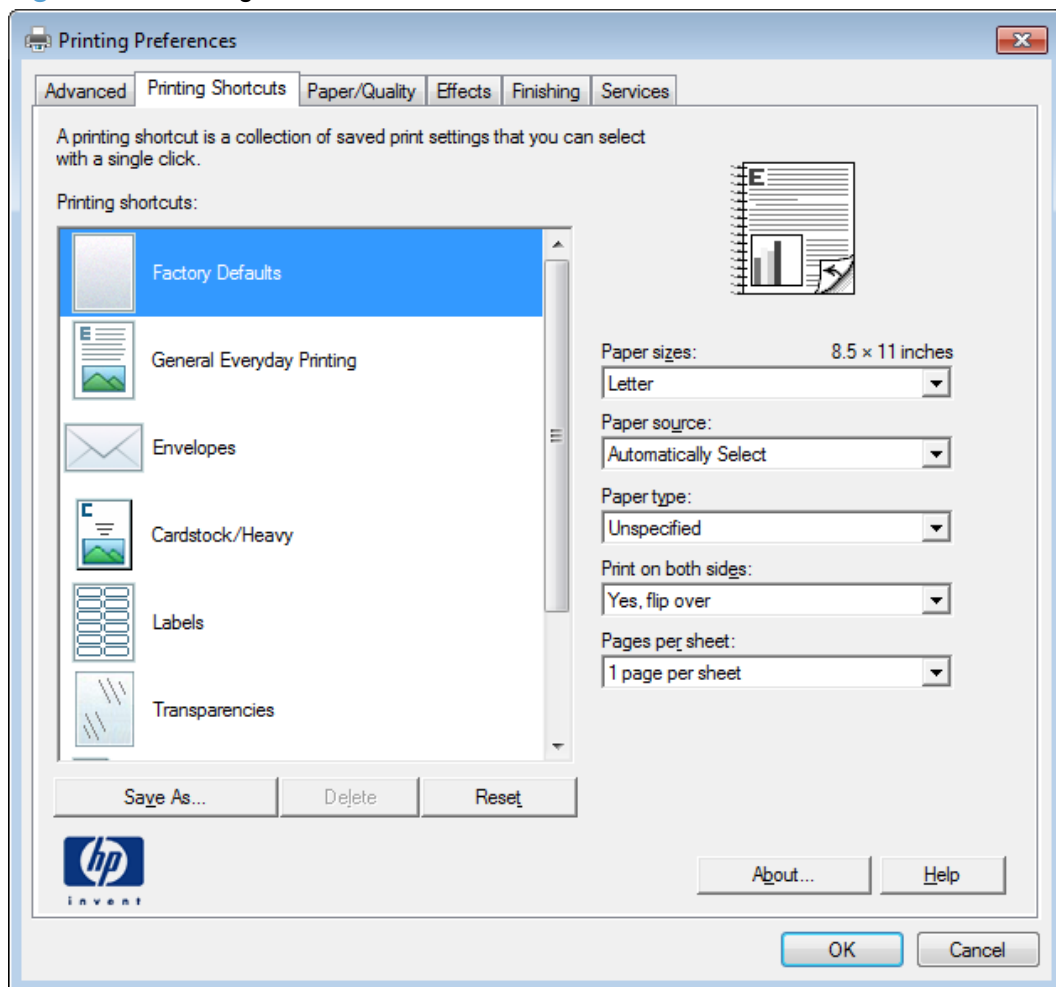 Printing Preferences
Advanced Printing Shortcuts Paper/Quality Effects Finishing Services
A printing shortcut is a collection of saved print settings that you can select
with a single click.
Printing shortcuts:
Factory Defaults
General Everyday Printing
Envelopes
Cardstock/Heavy
Labels
Transparencies
Save As... Delete Reset
E
Paper sizes: 8.5 × 11 inches
Letter
Paper source:
Automatically Select
Paper type:
Unspecified
Print on both sides:
Yes, flip over
Pages per sheet:
1 page per sheet
hp
invent
About... Help
OK Cancel